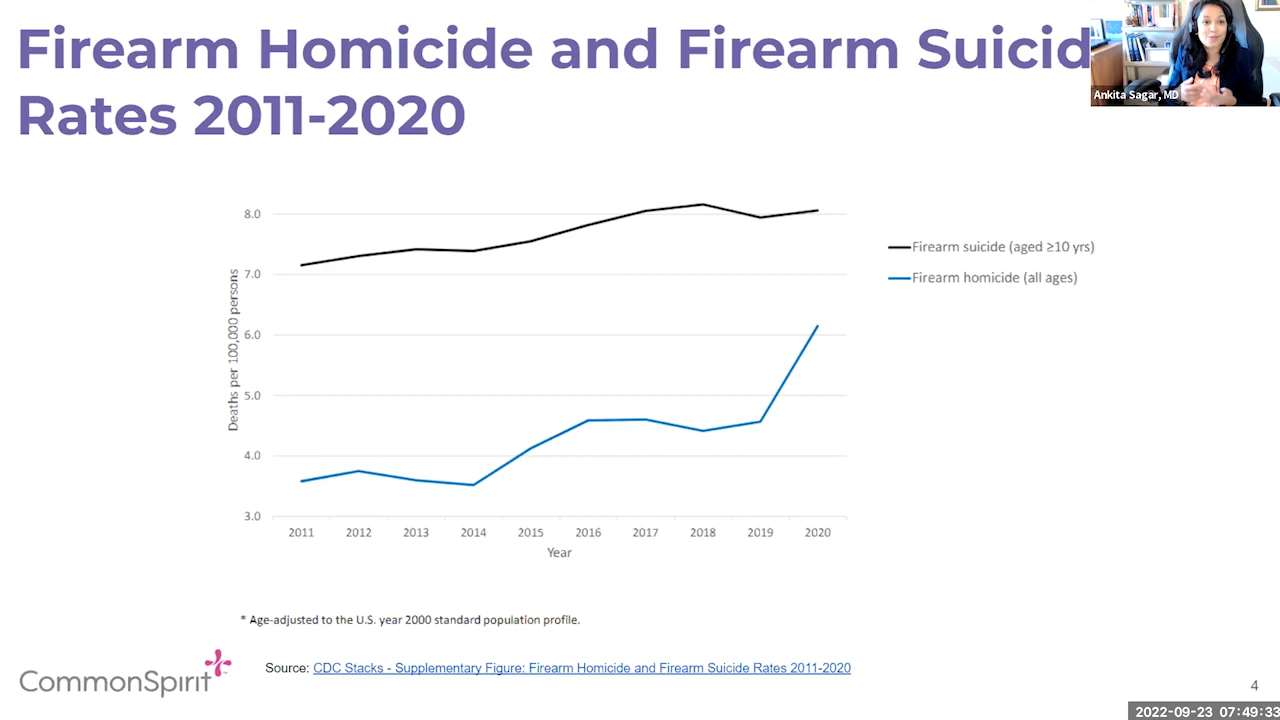 Firearm Homicide and Firearm Suicid
Rates 2011-2020
Ankita Sagar, MD
8.0
7.0
6.0
5.0
4.0
3.0
Deaths per 100,000 persons
2011 2012 2013 2014 2015 2016 2017 2018 2019 2020
Year
Firearm suicide (aged ≥10 yrs)
Firearm homicide (all ages)
* Age-adjusted to the U.S. year 2000 standard population profile.
CommonSpirit
Source: CDC Stacks - Supplementary Figure: Firearm Homicide and Firearm Suicide Rates 2011-2020
4
2022-09-23 07:49:33